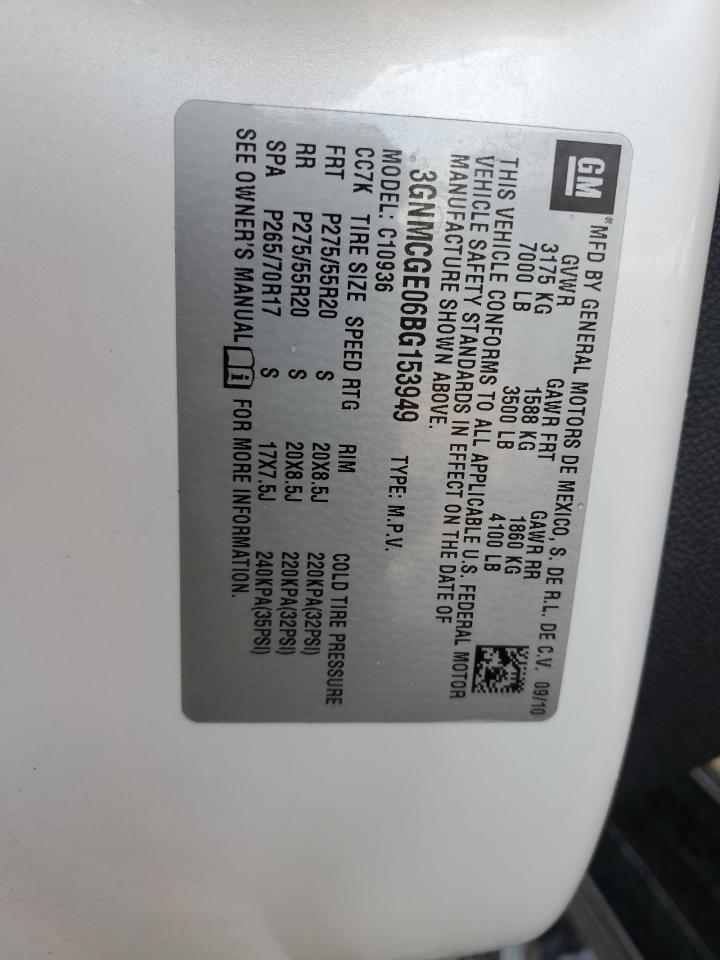 GM ® MFD BY GENERAL MOTORS DE MEXICO, S. DE R.L. DE C.V. 09/10
GVWR GAWR FRT GAWR RR
3175 KG 1588 KG 1860 KG
7000 LB 3500 LB 4100 LB
THIS VEHICLE CONFORMS TO ALL APPLICABLE U.S. FEDERAL MOTOR
VEHICLE SAFETY STANDARDS IN EFFECT ON THE DATE OF
MANUFACTURE SHOWN ABOVE.
3GNMCGE06BG153949 TYPE: M.P.V.
MODEL: C10936
CC7K TIRE SIZE SPEED RTG RIM COLD TIRE PRESSURE
FRT P275/55R20 S 20X8.5J 220KPA(32PSI)
RR P275/55R20 S 20X8.5J 220KPA(32PSI)
SPA P265/70R17 S 17X7.5J 240KPA(35PSI)
SEE OWNER'S MANUAL i FOR MORE INFORMATION.